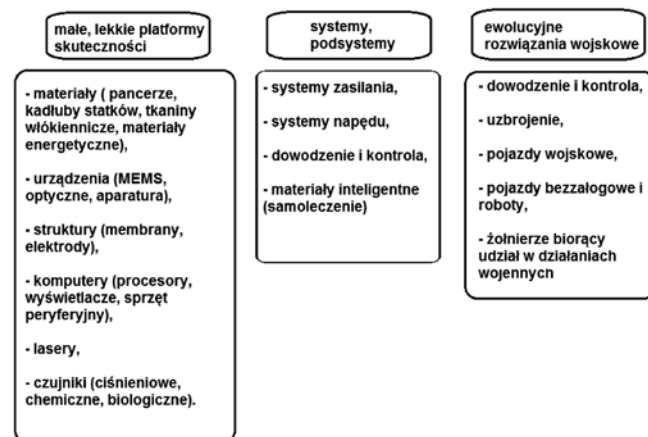 małe, lekkie platformy
skuteczności
- materiały ( pancerze,
kadłuby statków, tkaniny
włókiennicze, materiały
energetyczne),
- urządzenia (MEMS,
optyczne, aparatura),
- struktury (membrany,
elektrody),
- komputery (procesory,
wyświetlacze, sprzęt
peryferyjny),
- lasery,
- czujniki (ciśnieniowe,
chemiczne, biologiczne).
systemy,
podsystemy
- systemy zasilania,
- systemy napędu,
- dowodzenie i kontrola,
- materiały inteligentne
(samoleczenie)
ewolucyjne
rozwiązania wojskowe
- dowodzenie i kontrola,
- uzbrojenie,
- pojazdy wojskowe,
- pojazdy bezzałogowe i
roboty,
- żołnierze biorący
udział w działaniach
wojennych